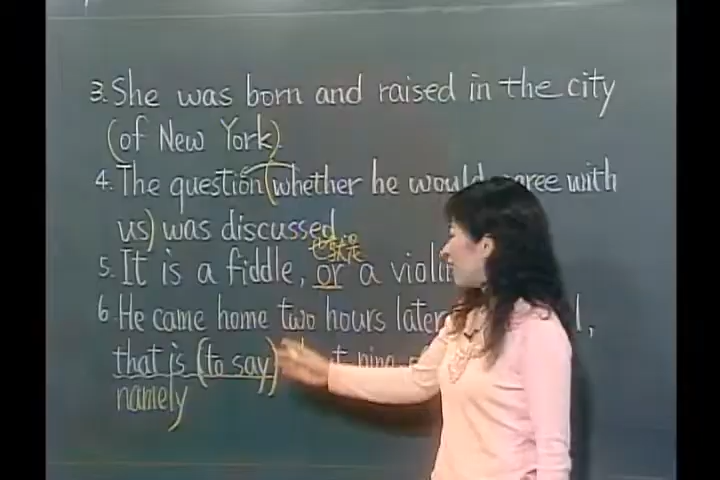 3. She was born and raised in the city
(of New York).
4. The question (whether he would agree with
us) was discussed
5. It is a fiddle, or a
6. He came home two hours later
that is (to say)
namely